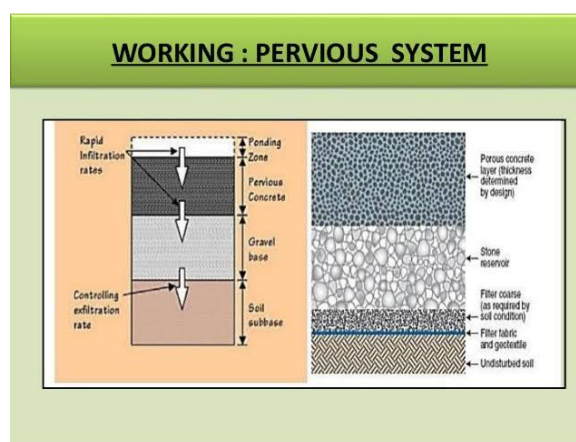 WORKING : PERVIOUS SYSTEM
Rapid
Infiltration
rates
Controlling
exfiltration
rate
Ponding
Zone
Pervious
Concrete
Gravel
base
Soil
subbase
Porous concrete
layer (thickness
determined
by design)
Stone
reservoir
Filter coarse
(as required by
soil condition)
Filter fabric
and geotextile
Undisturbed soil